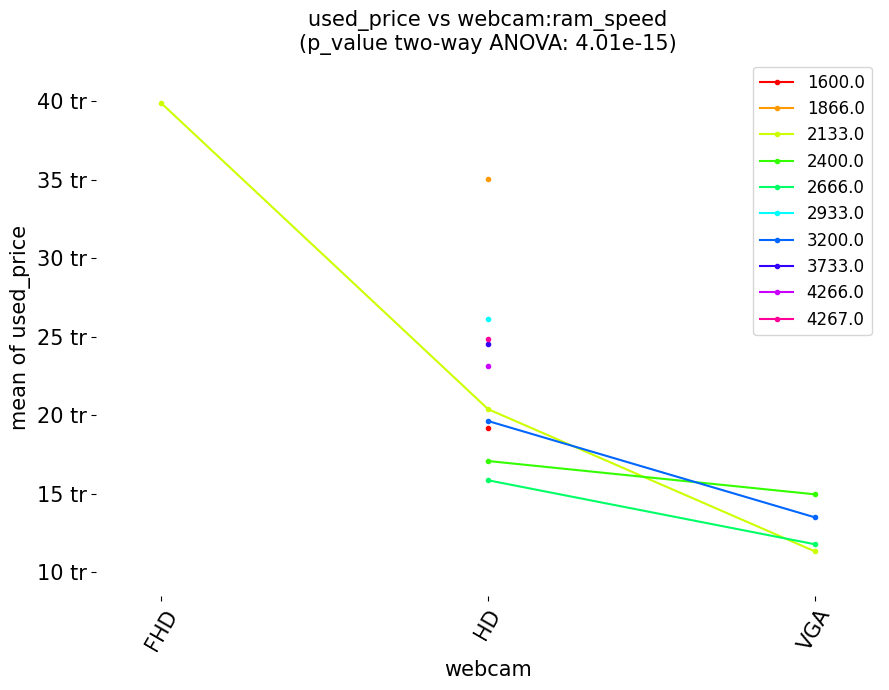 used_price vs webcam:ram_speed
(p_value two-way ANOVA: 4.01e-15)
40 tr
35 tr
30 tr
25 tr
20 tr
15 tr
10 tr
mean of used_price
1600.0
1866.0
2133.0
2400.0
2666.0
2933.0
3200.0
3733.0
4266.0
4267.0
FHD
HD
VGA
webcam